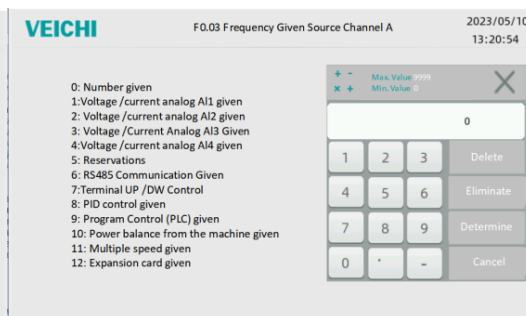 VEICHI
F0.03 Frequency Given Source Channel A
2023/05/10
13:20:54
0: Number given
1:Voltage /current analog AI1 given
2: Voltage /current analog AI2 given
3: Voltage /Current Analog AI3 Given
4:Voltage /current analog AI4 given
5: Reservations
6: RS485 Communication Given
7:Terminal UP /DW Control
8: PID control given
9: Program Control (PLC) given
10: Power balance from the machine given
11: Multiple speed given
12: Expansion card given
+ - Max. Value 9999
× + Min. Value 0
0
1 2 3 Delete
4 5 6 Eliminate
7 8 9 Determine
0 . - Cancel